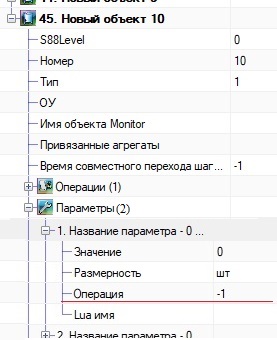 45. Новый объект 10
S88Level 0
Номер 10
Тип 1
ОУ
Имя объекта Monitor
Привязанные агрегаты
Время совместного перехода шаг... -1
Операции (1)
Параметры (2)
1. Название параметра - 0 ...
Значение 0
Размерность шт
Операция -1
Lua имя
2. Название параметра - 0